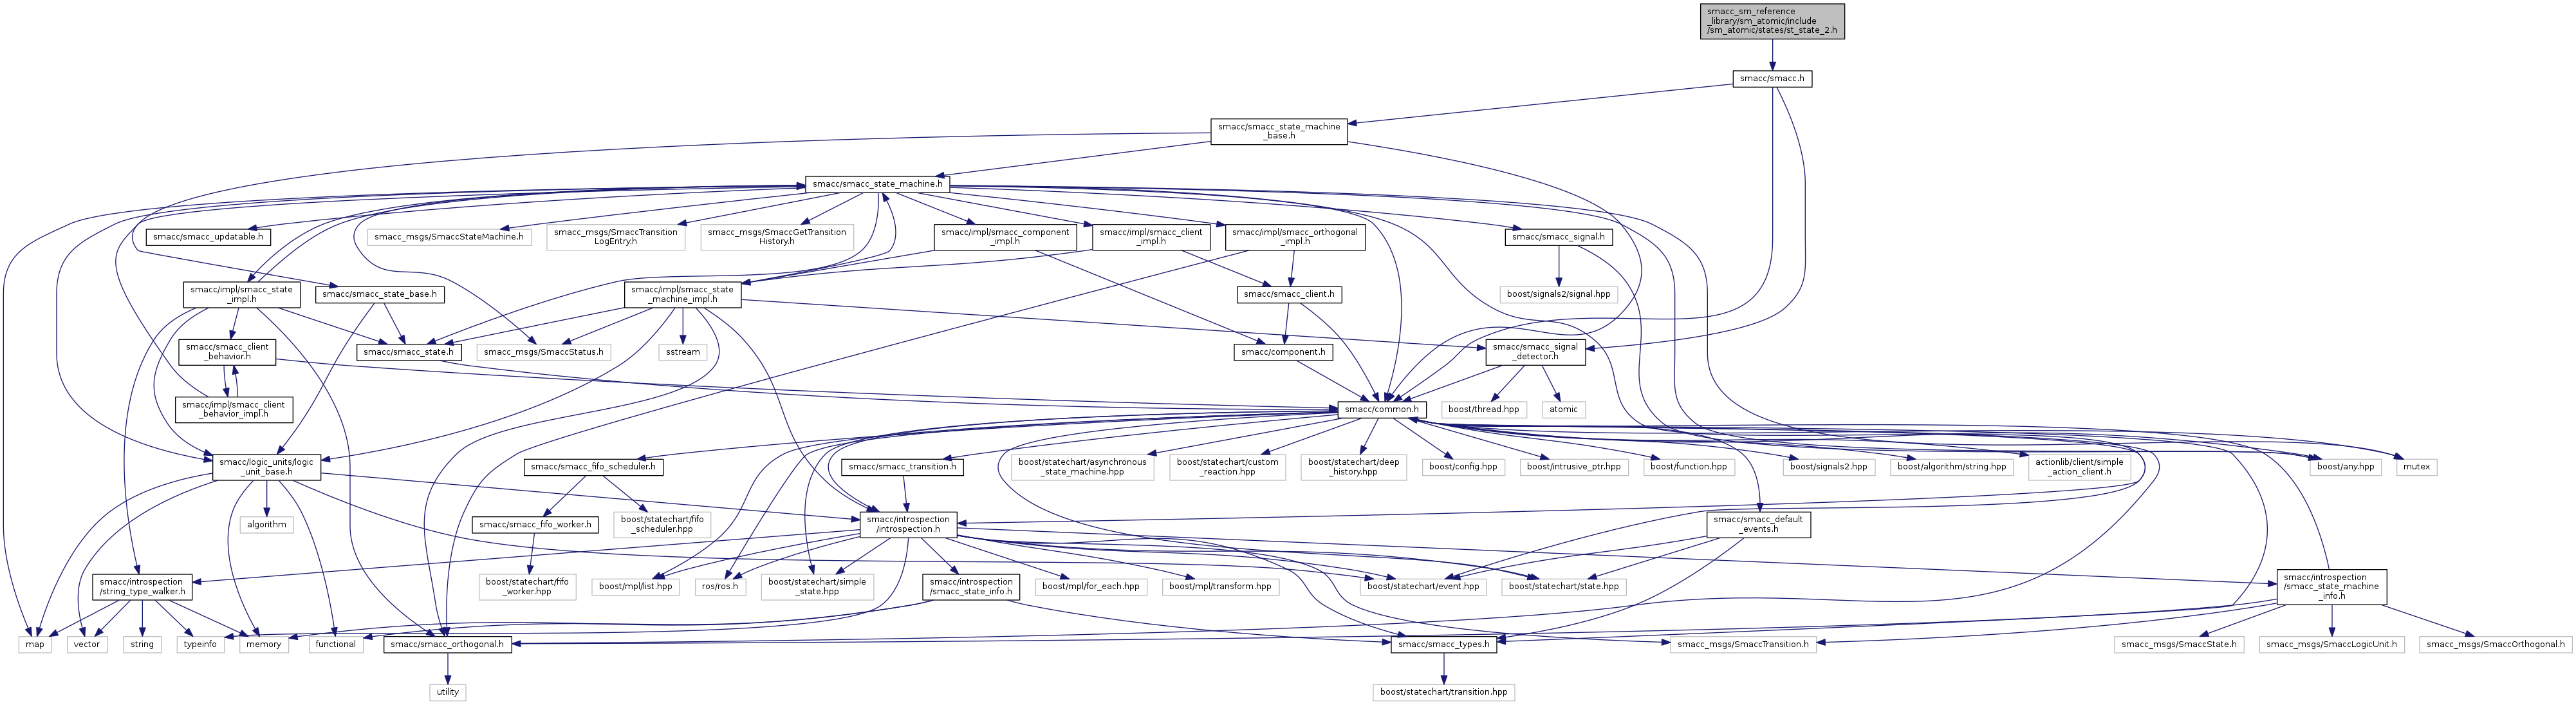 smacc_sm_reference
_library/sm_atomic/include
/sm_atomic/states/st_state_2.h
smacc/smacc.h
smacc/smacc_state_machine
_base.h
smacc/smacc_state_machine.h
smacc/smacc_updatable.h
smacc_msgs/SmaccStateMachine.h
smacc_msgs/SmaccTransition
LogEntry.h
smacc_msgs/SmaccGetTransition
History.h
smacc/impl/smacc_component
_impl.h
smacc/impl/smacc_client
_impl.h
smacc/impl/smacc_orthogonal
_impl.h
smacc/smacc_signal.h
smacc/impl/smacc_state
_impl.h
smacc/smacc_state_base.h
smacc/impl/smacc_state
_machine_impl.h
smacc/smacc_client.h
boost/signals2/signal.hpp
smacc/smacc_client
_behavior.h
smacc/smacc_state.h
smacc_msgs/SmaccStatus.h
sstream
smacc/component.h
smacc/smacc_signal
_detector.h
smacc/impl/smacc_client
_behavior_impl.h
smacc/common.h
boost/thread.hpp
atomic
smacc/logic_units/logic
_unit_base.h
smacc/smacc_fifo_scheduler.h
smacc/smacc_transition.h
boost/statechart/asynchronous
_state_machine.hpp
boost/statechart/custom
_reaction.hpp
boost/statechart/deep
_history.hpp
boost/config.hpp
boost/intrusive_ptr.hpp
boost/function.hpp
boost/signals2.hpp
boost/algorithm/string.hpp
actionlib/client/simple
_action_client.h
boost/any.hpp
mutex
algorithm
smacc/smacc_fifo_worker.h
boost/statechart/fifo
_scheduler.hpp
smacc/introspection
/introspection.h
smacc/smacc_default
_events.h
smacc/introspection
/string_type_walker.h
boost/statechart/fifo
_worker.hpp
boost/mpl/list.hpp
ros/ros.h
boost/statechart/simple
_state.hpp
smacc/introspection
/smacc_state_info.h
boost/mpl/for_each.hpp
boost/mpl/transform.hpp
boost/statechart/event.hpp
boost/statechart/state.hpp
smacc/introspection
/smacc_state_machine
_info.h
map
vector
string
typeinfo
memory
functional
smacc/smacc_orthogonal.h
smacc/smacc_types.h
smacc_msgs/SmaccTransition.h
smacc_msgs/SmaccState.h
smacc_msgs/SmaccLogicUnit.h
smacc_msgs/SmaccOrthogonal.h
utility
boost/statechart/transition.hpp